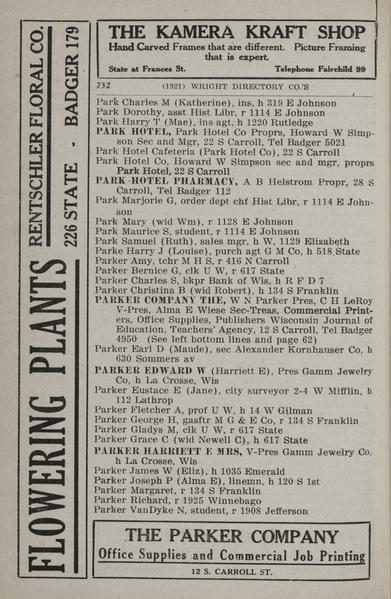 THE KAMERA KRAFT SHOP
Hand Carved Frames that are different. Picture Framing
that is expert.
State at Frances St. Telephone Fairchild 99
FLOWERING PLANTS
RENTSCHLER FLORAL CO.
226 STATE - BADGER 179
732 (1921) WRIGHT DIRECTORY CO.'S
Park Charles M (Katherine), ins, h 319 E Johnson
Park Dorothy, asst Hist Libr, r 1114 E Johnson
Park Harry T (Mae), ins agt, h 1220 Rutledge
PARK HOTEL, Park Hotel Co Proprs, Howard W Simp-
son Sec and Mgr, 22 S Carroll, Tel Badger 5021
Park Hotel Cafeteria (Park Hotel Co), 22 S Carroll
Park Hotel Co, Howard W Simpson sec and mgr, proprs
Park Hotel, 22 S Carroll
PARK HOTEL PHARMACY, A B Helstrom Propr, 28 S
Carroll, Tel Badger 112
Park Marjorie G, order dept chf Hist Libr, r 1114 E John-
son
Park Mary (wid Wm), r 1128 E Johnson
Park Maurice S, student, r 1114 E Johnson
Park Samuel (Ruth), sales mgr, h W, 1129 Elizabeth
Parke Harry J (Louise), purch agt G M Co, h 518 State
Parker Amy, tchr M H S, r 416 N Carroll
Parker Bernice G, clk U W, r 617 State
Parker Charles S, bkpr Bank of Wis, h R F D 7
Parker Christina B (wid Robert), h 134 S Franklin
PARKER COMPANY THE, W N Parker Pres, C H LeRoy
V-Pres, Alma E Wiese Sec-Treas, Commercial Print-
ers, Office Supplies, Publishers Wisconsin Journal of
Education, Teachers' Agency, 12 S Carroll, Tel Badger
4950 (See left bottom lines and page 62)
Parker Earl D (Maude), sec Alexander Kornhauser Co, h
630 Sommers av
PARKER EDWARD W (Harriett E), Pres Gamm Jewelry
Co, h La Crosse, Wis
Parker Eustace E (Jane), city surveyor 2-4 W Mifflin, h
112 Lathrop
Parker Fletcher A, prof U W, h 14 W Gilman
Parker George H, gasftr M G & E Co, r 134 S Franklin
Parker Gladys M, clk U W, r 617 State
Parker Grace C (wid Newell C), h 617 State
PARKER HARRIETT E MRS, V-Pres Gamm Jewelry Co,
h La Crosse, Wis
Parker James W (Eliz), h 1035 Emerald
Parker Joseph P (Alma E), linemn, h 120 S 1st
Parker Margaret, r 134 S Franklin
Parker Richard, r 1925 Winnebago
Parker VanDyke N, student, r 1908 Jefferson
THE PARKER COMPANY
Office Supplies and Commercial Job Printing
12 S. CARROLL ST.